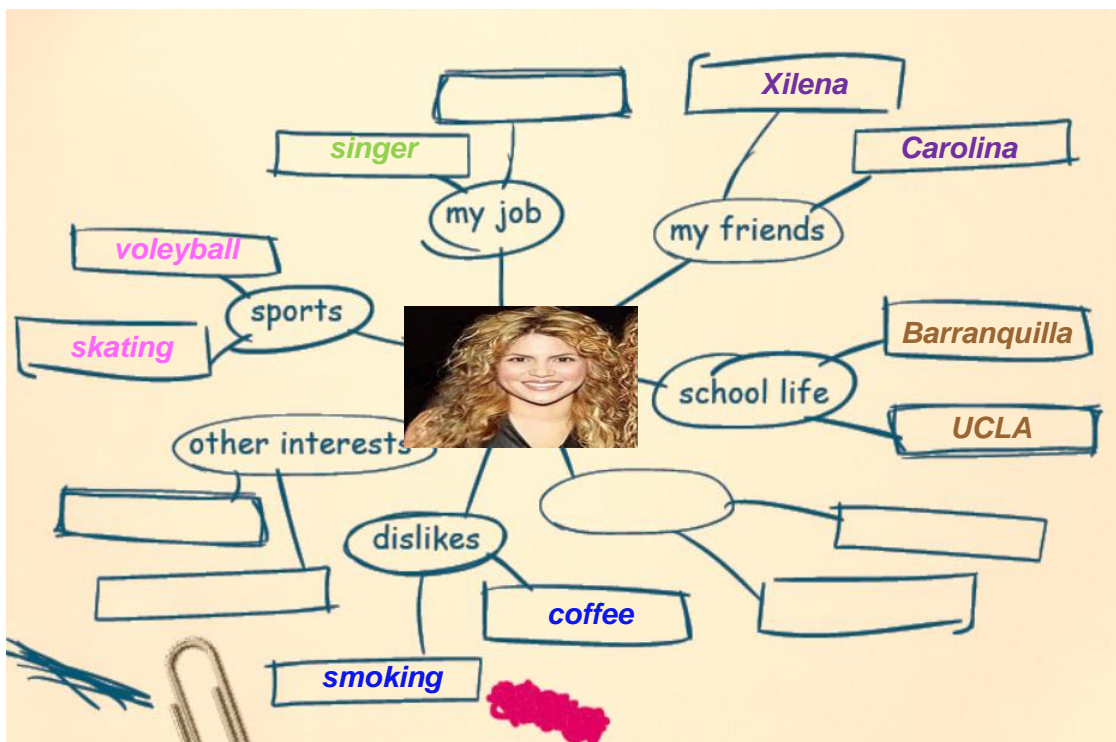 Xilena
singer
Carolina
my job
my friends
voleyball
sports
Barranquilla
skating
school life
UCLA
other interests
dislikes
coffee
smoking